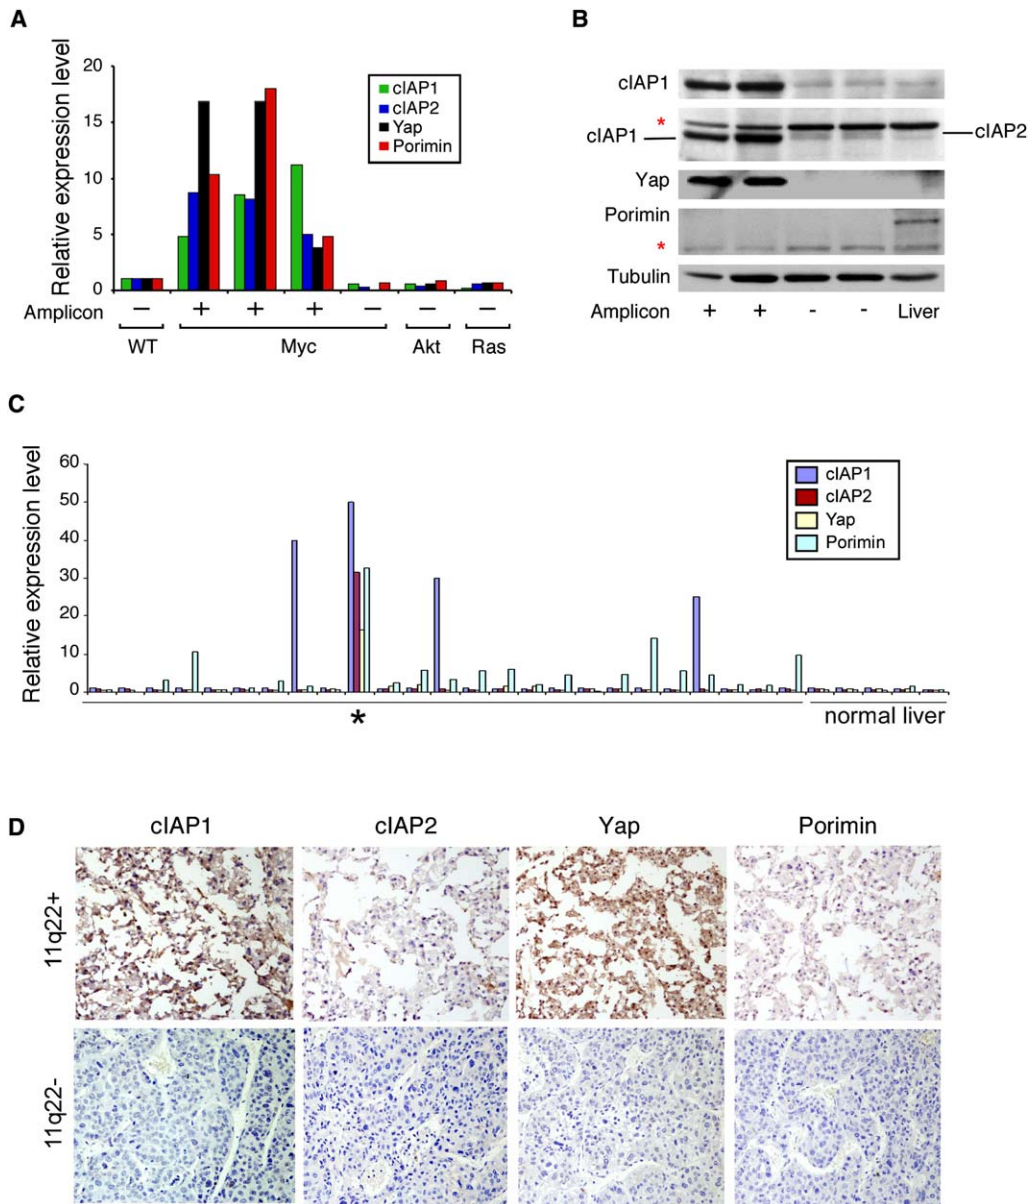 A
Relative expression level
20
15
10
5
0
cIAP1
cIAP2
Yap
Porimin
Amplicon
− + + + − − −
WT Myc Akt Ras
B
cIAP1
*
cIAP1 cIAP2
Yap
Porimin
*
Tubulin
Amplicon + + - - Liver
C
Relative expression level
60
50
40
30
20
10
0
cIAP1
cIAP2
Yap
Porimin
* normal liver
D
cIAP1 cIAP2 Yap Porimin
11q22+
11q22-